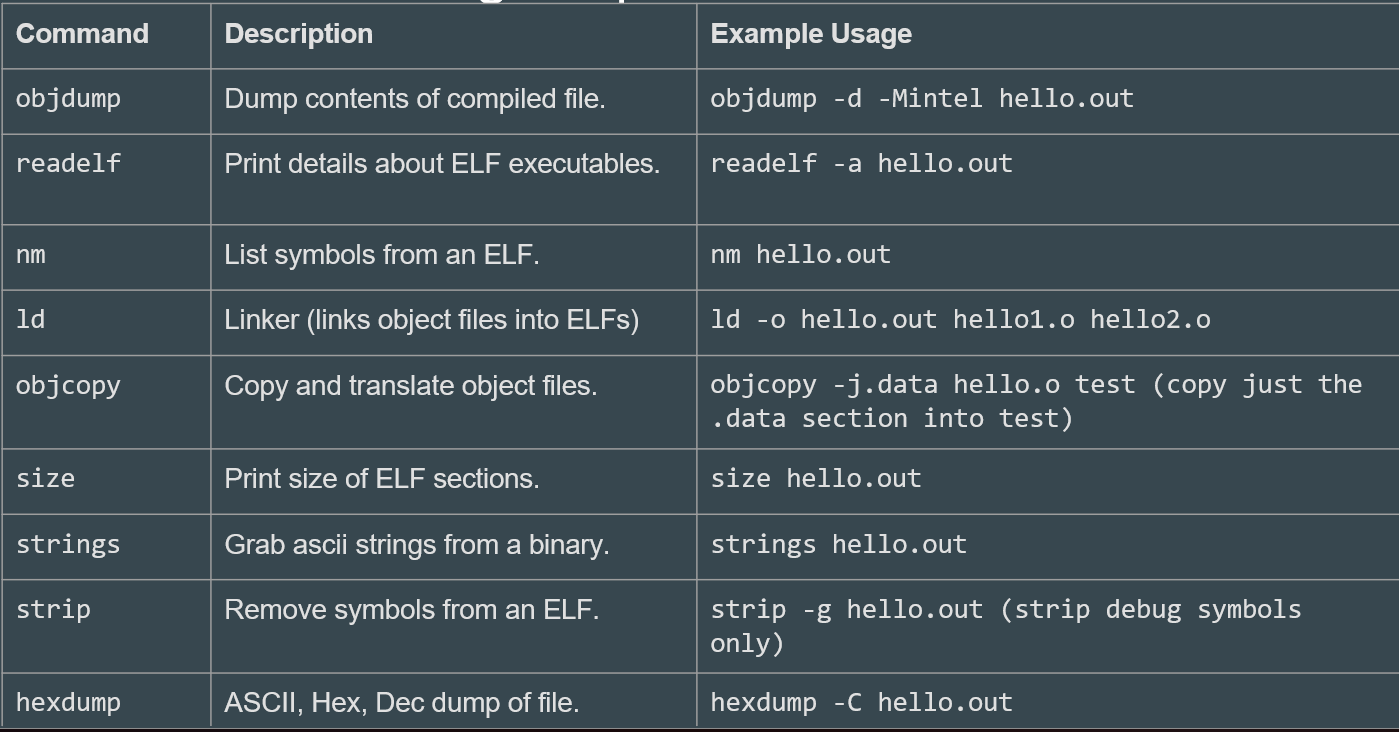 Command Description Example Usage
objdump Dump contents of compiled file. objdump -d -Mintel hello.out
readelf Print details about ELF executables. readelf -a hello.out
nm List symbols from an ELF. nm hello.out
ld Linker (links object files into ELFs) ld -o hello.out hello1.o hello2.o
objcopy Copy and translate object files. objcopy -j.data hello.o test (copy just the
.data section into test)
size Print size of ELF sections. size hello.out
strings Grab ascii strings from a binary. strings hello.out
strip Remove symbols from an ELF. strip -g hello.out (strip debug symbols
only)
hexdump ASCII, Hex, Dec dump of file. hexdump -C hello.out